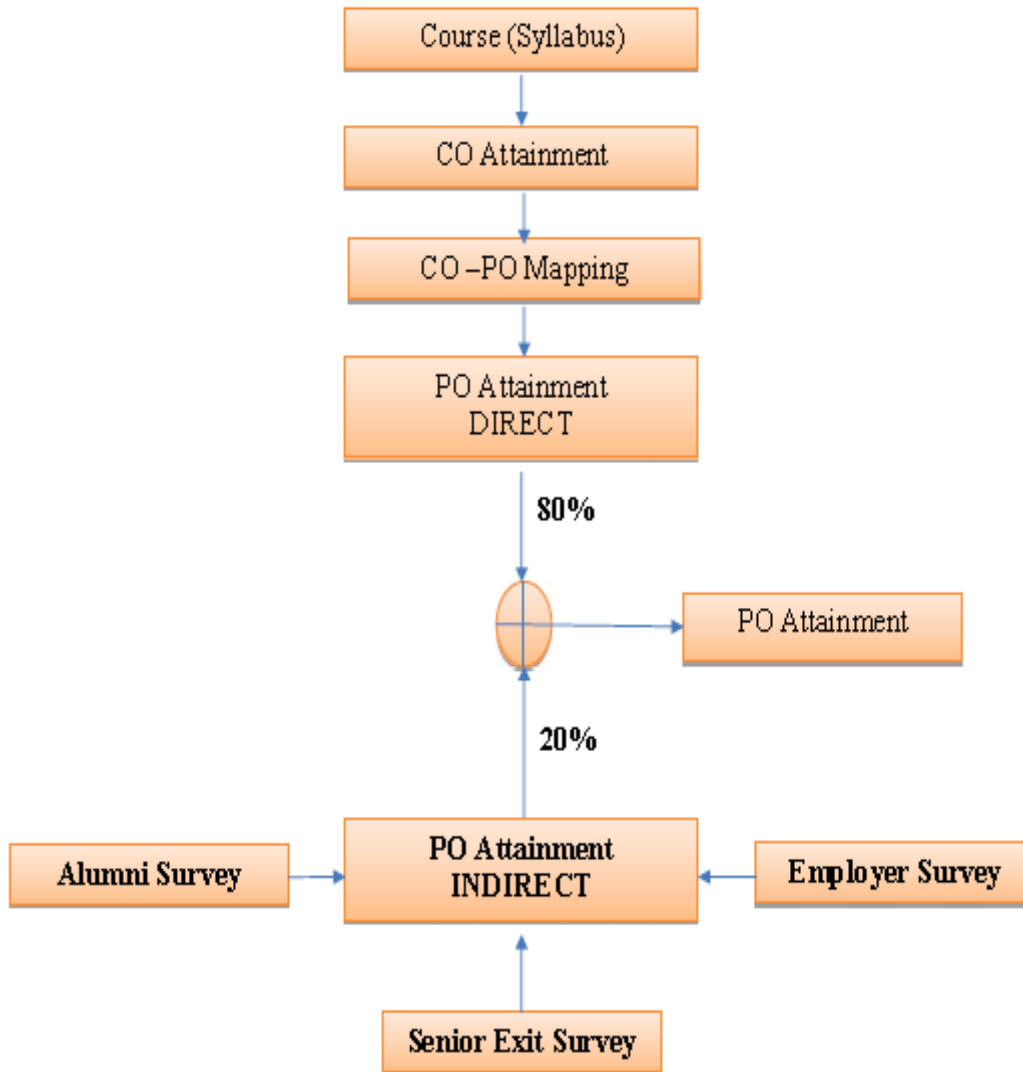 Course (Syllabus)
CO Attainment
CO –PO Mapping
PO Attainment
DIRECT
80%
PO Attainment
20%
PO Attainment
INDIRECT
Alumni Survey
Employer Survey
Senior Exit Survey